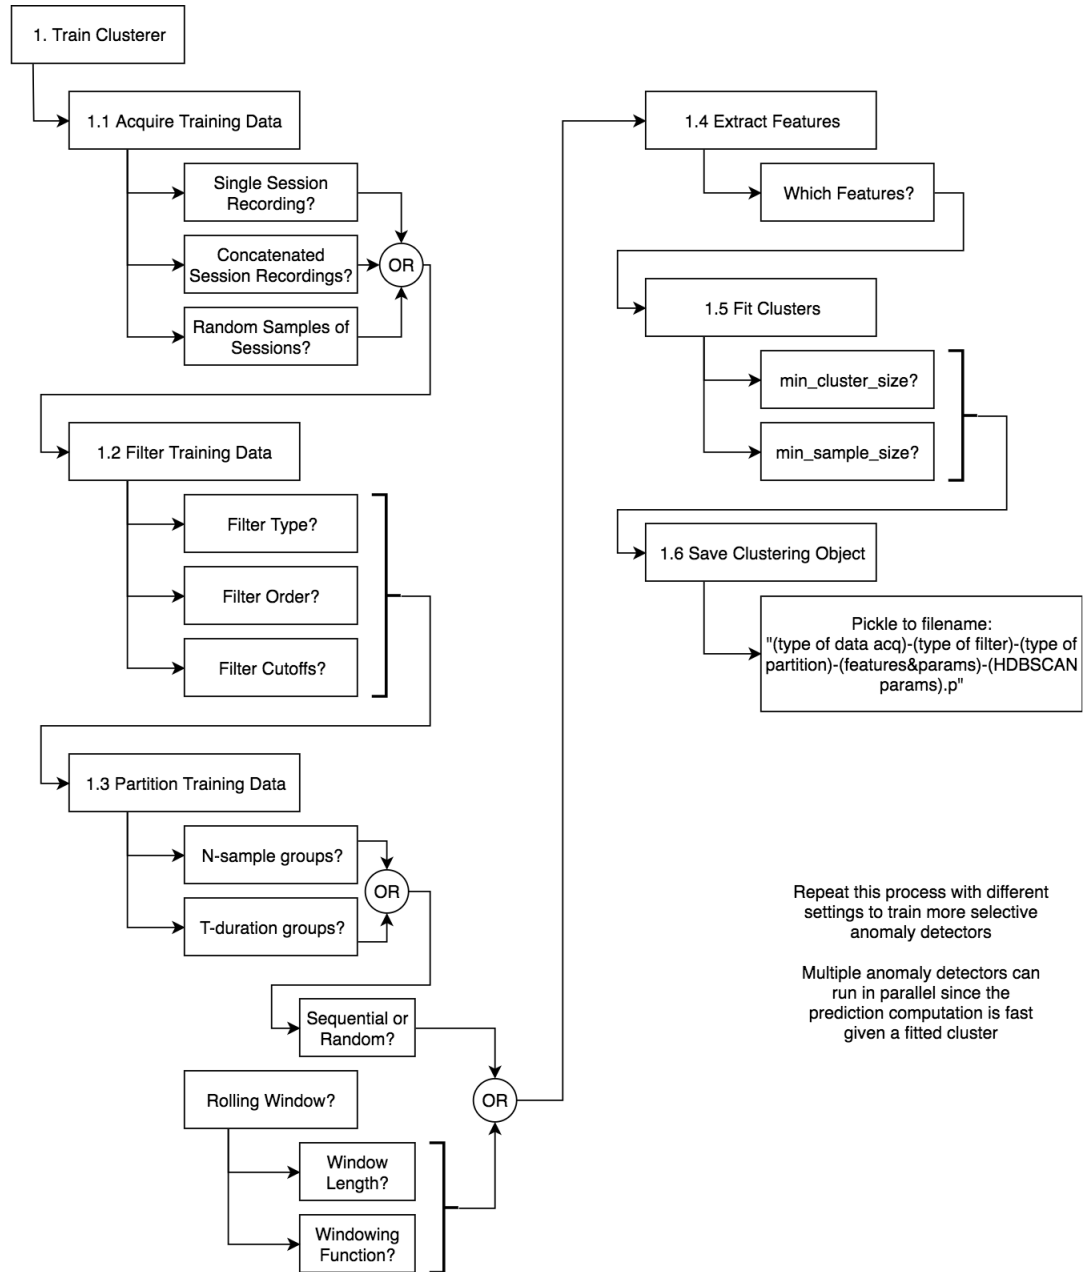 1. Train Clusterer
1.1 Acquire Training Data
Single Session
Recording?
Concatenated
Session Recordings?
OR
Random Samples of
Sessions?
1.2 Filter Training Data
Filter Type?
Filter Order?
Filter Cutoffs?
1.3 Partition Training Data
N-sample groups?
OR
T-duration groups?
Sequential or
Random?
Rolling Window?
OR
Window
Length?
Windowing
Function?
1.4 Extract Features
Which Features?
1.5 Fit Clusters
min_cluster_size?
min_sample_size?
1.6 Save Clustering Object
Pickle to filename:
"(type of data acq)-(type of filter)-(type of
partition)-(features&params)-(HDBSCAN
params).p"
Repeat this process with different
settings to train more selective
anomaly detectors
Multiple anomaly detectors can
run in parallel since the
prediction computation is fast
given a fitted cluster